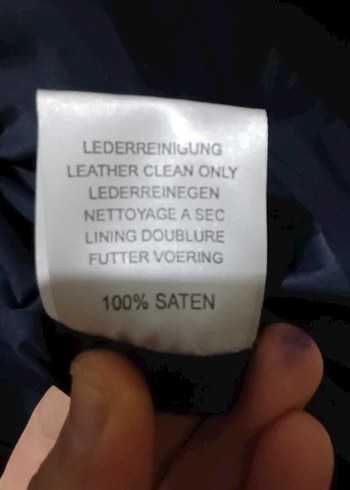 LEDERREINIGUNG
LEATHER CLEAN ONLY
LEDERREINEGEN
NETTOYAGE A SEC
LINING DOUBLURE
FUTTER VOERING
100% SATEN